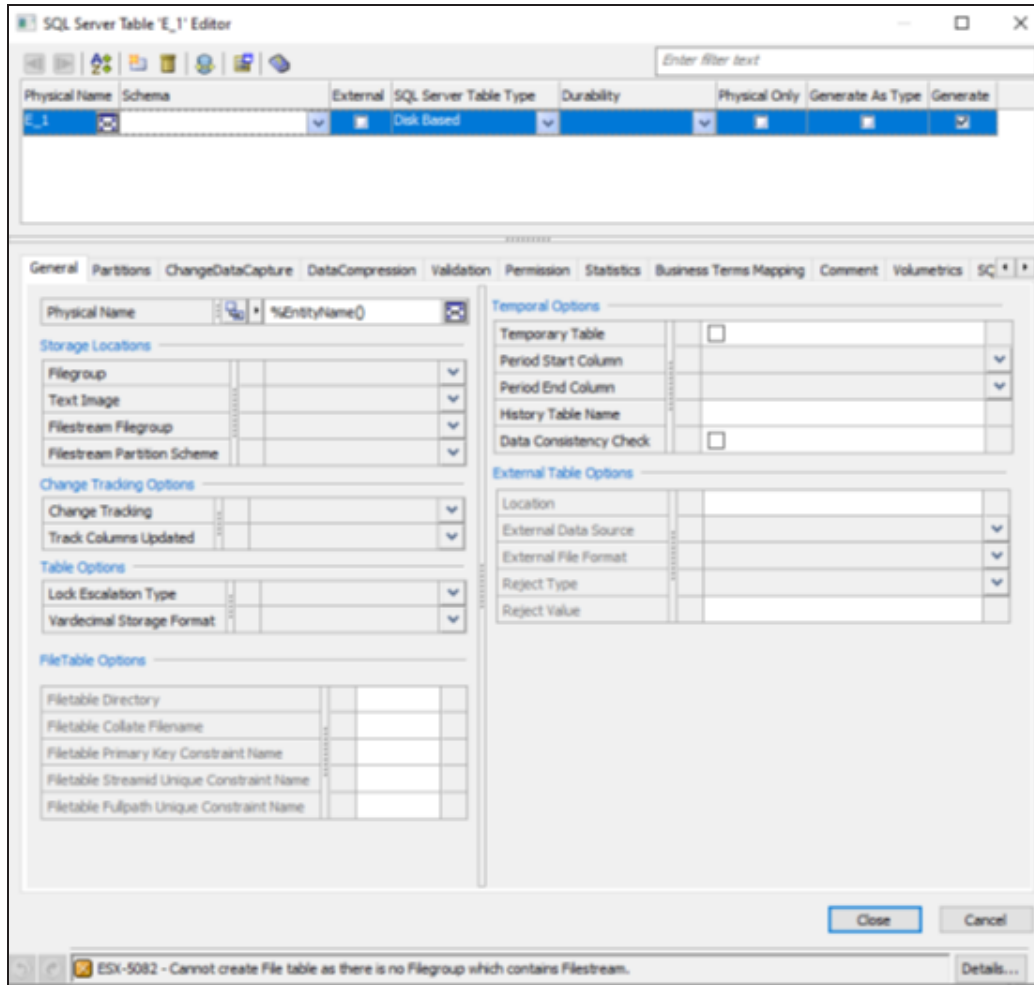 SQL Server Table 'E_1' Editor
Enter filter text
Physical Name Schema External SQL Server Table Type Durability Physical Only Generate As Type Generate
E_1 Disk Based
General Partitions ChangeDataCapture DataCompression Validation Permission Statistics Business Terms Mapping Comment Volumetrics SQ
Physical Name %EntityName()
Storage Locations
Filegroup
Text Image
Filestream Filegroup
Filestream Partition Scheme
Change Tracking Options
Change Tracking
Track Columns Updated
Table Options
Lock Escalation Type
Vardecimal Storage Format
FileTable Options
Filetable Directory
Filetable Collate Filename
Filetable Primary Key Constraint Name
Filetable Streamid Unique Constraint Name
Filetable Fullpath Unique Constraint Name
Temporal Options
Temporary Table
Period Start Column
Period End Column
History Table Name
Data Consistency Check
External Table Options
Location
External Data Source
External File Format
Reject Type
Reject Value
Close Cancel
ESX-5082 - Cannot create File table as there is no Filegroup which contains Filestream.
Details...